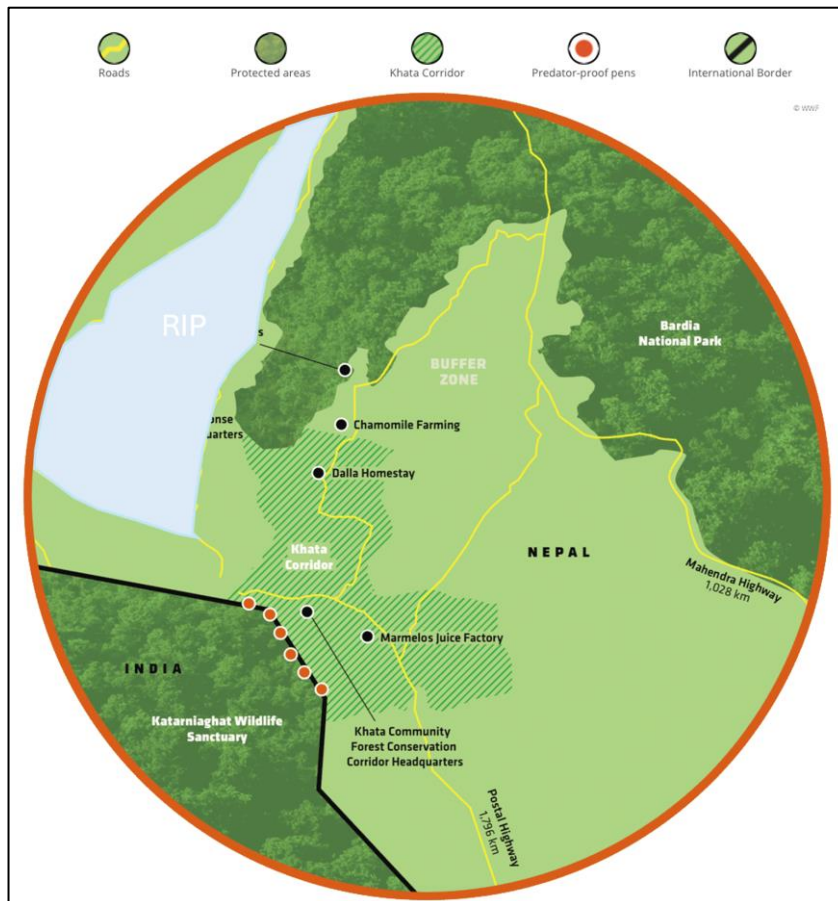 Roads
Protected areas
Khata Corridor
Predator-proof pens
International Border
© WWF
RIP
s
Bardia
National Park
BUFFER
ZONE
Chamomile Farming
onse
uarters
Dalla Homestay
NEPAL
Khata
Corridor
Mahendra Highway
1,028 km
Marmelos Juice Factory
INDIA
Katarniaghat Wildlife
Sanctuary
Khata Community
Forest Conservation
Corridor Headquarters
Postal Highway
1,796 km